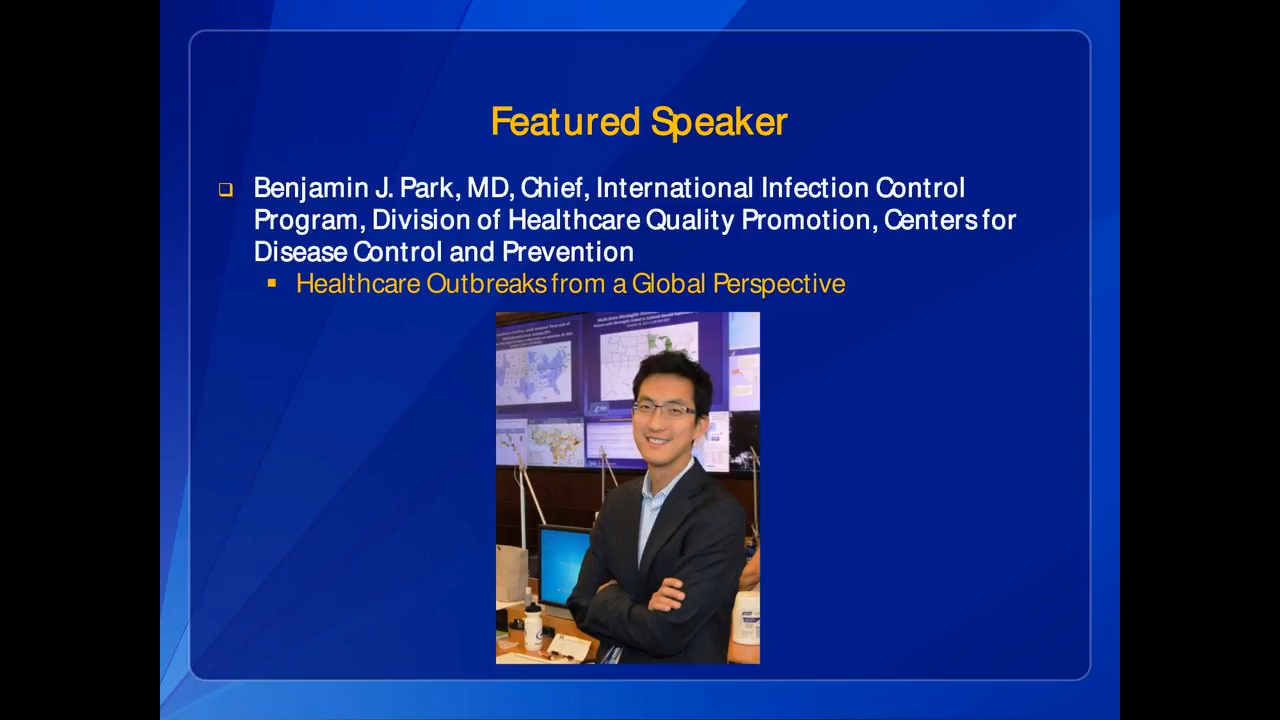 Featured Speaker
Benjamin J. Park, MD, Chief, International Infection Control
Program, Division of Healthcare Quality Promotion, Centers for
Disease Control and Prevention
Healthcare Outbreaks from a Global Perspective